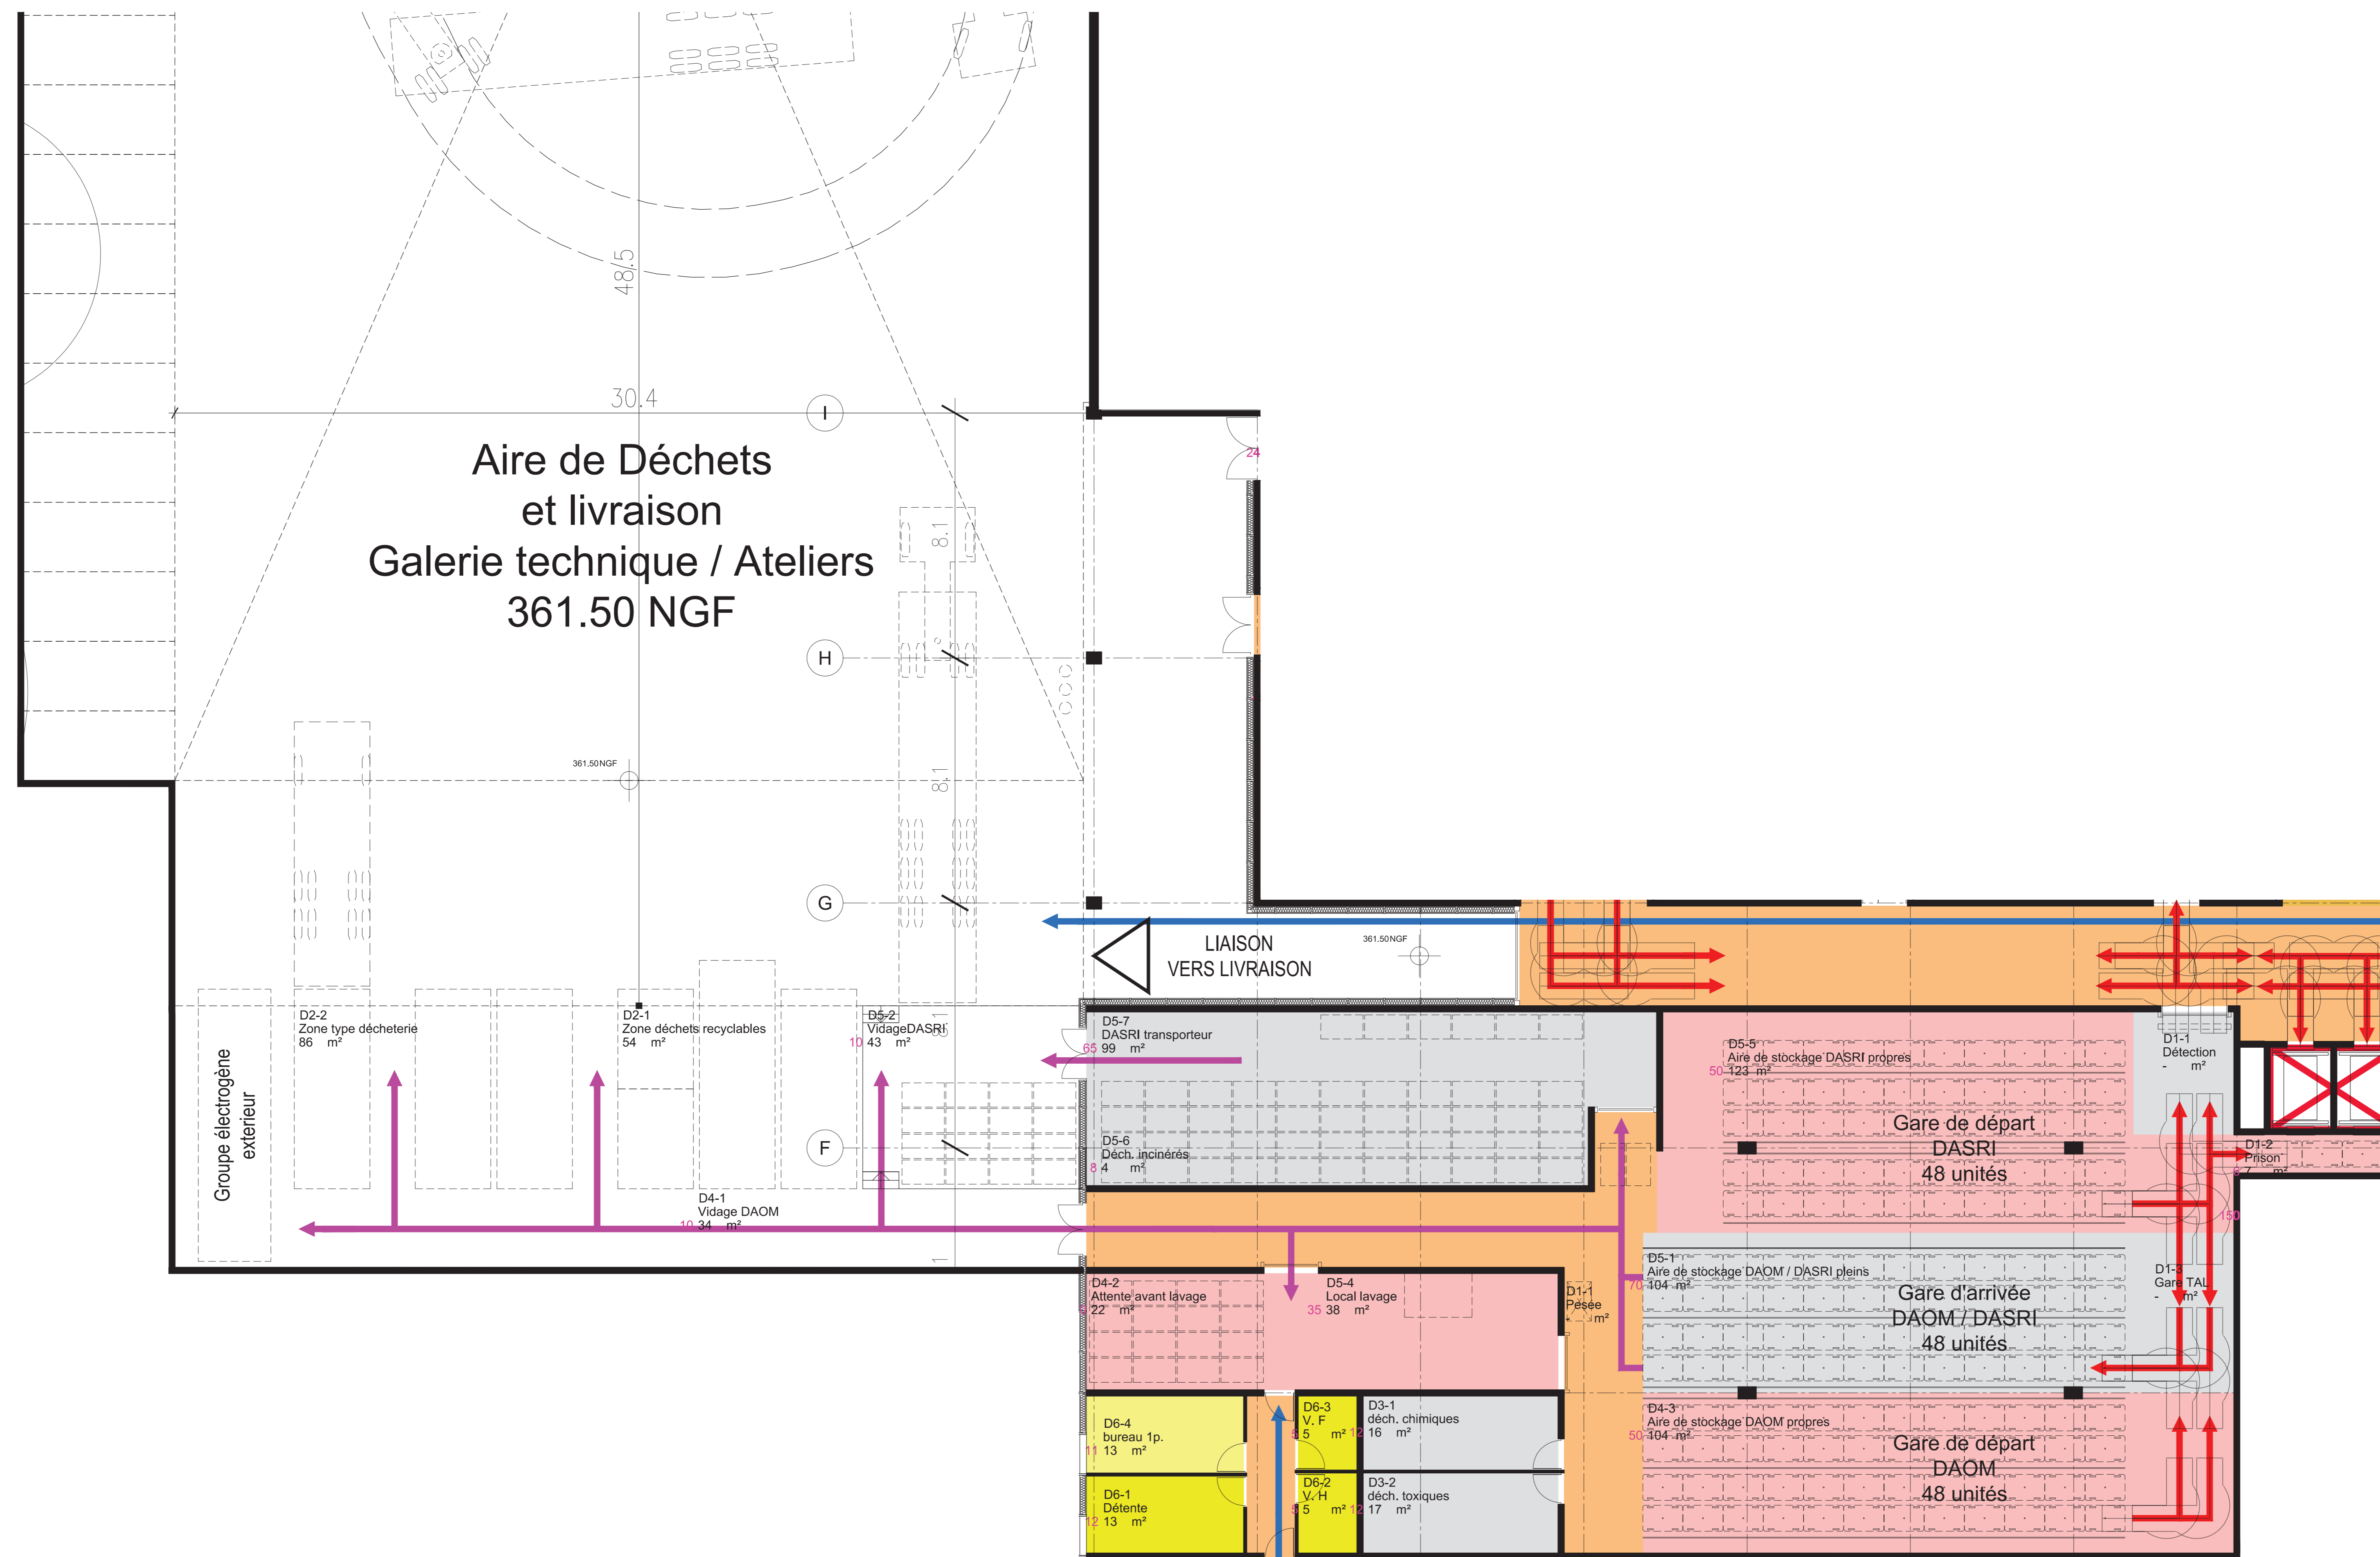 48.5
30.4
I
24
Aire de Déchets
et livraison
Galerie technique / Ateliers
361.50 NGF
8.1
H
361.50NGF
8.1
G
LIAISON
VERS LIVRAISON
361.50NGF
Groupe électrogène
exterieur
D2-2
Zone type décheterie
86 m²
D2-1
Zone déchets recyclables
54 m²
D5-2
VidageDASRI
10 43 m²
8.1
D5-7
DASRI transporteur
65 99 m²
D5-6
Déch. incinérés
8 4 m²
F
D4-1
Vidage DAOM
10 34 m²
D5-5
Aire de stockage DASRI propres
50 123 m²
Gare de départ
DASRI
48 unités
D1-1
Détection
- m²
D1-2
Prison
6 7 m²
150
D4-2
Attente avant lavage
22 m²
D5-4
Local lavage
35 38 m²
D1-1
Pesée
m²
D5-1
Aire de stockage DAOM / DASRI pleins
70 104 m²
Gare d'arrivée
DAOM / DASRI
48 unités
D1-3
Gare TAL
- m²
D6-4
bureau 1p.
11 13 m²
D6-3
V. F
5 5 m²
D3-1
déch. chimiques
12 16 m²
D4-3
Aire de stockage DAOM propres
50 104 m²
Gare de départ
DAOM
48 unités
D6-1
Détente
12 13 m²
D6-2
V. H
5 5 m²
D3-2
déch. toxiques
12 17 m²